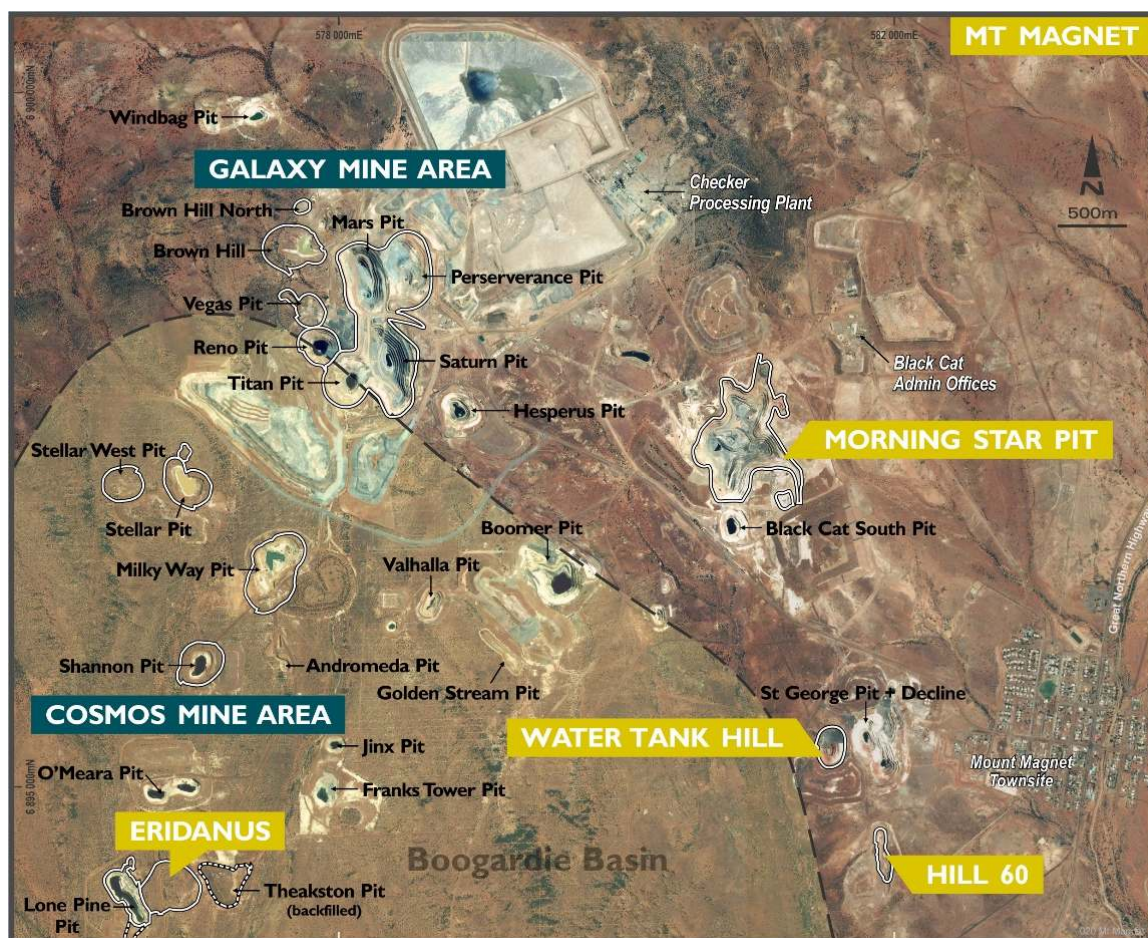 578 000mE
582 000mE
MT MAGNET
Windbag Pit
GALAXY MINE AREA
Checker
Processing Plant
N
500m
Brown Hill North
Mars Pit
Brown Hill
Perserverance Pit
Vegas Pit
Reno Pit
Saturn Pit
Titan Pit
Black Cat
Admin Offices
Hesperus Pit
MORNING STAR PIT
Stellar West Pit
Stellar Pit
Boomer Pit
Black Cat South Pit
Milky Way Pit
Valhalla Pit
Shannon Pit
Andromeda Pit
Golden Stream Pit
St George Pit + Decline
COSMOS MINE AREA
WATER TANK HILL
Jinx Pit
O'Meara Pit
Franks Tower Pit
Mount Magnet
Townsite
6 895 000mN
ERIDANUS
Boogardie Basin
HILL 60
Theakston Pit
(backfilled)
Lone Pine
Pit